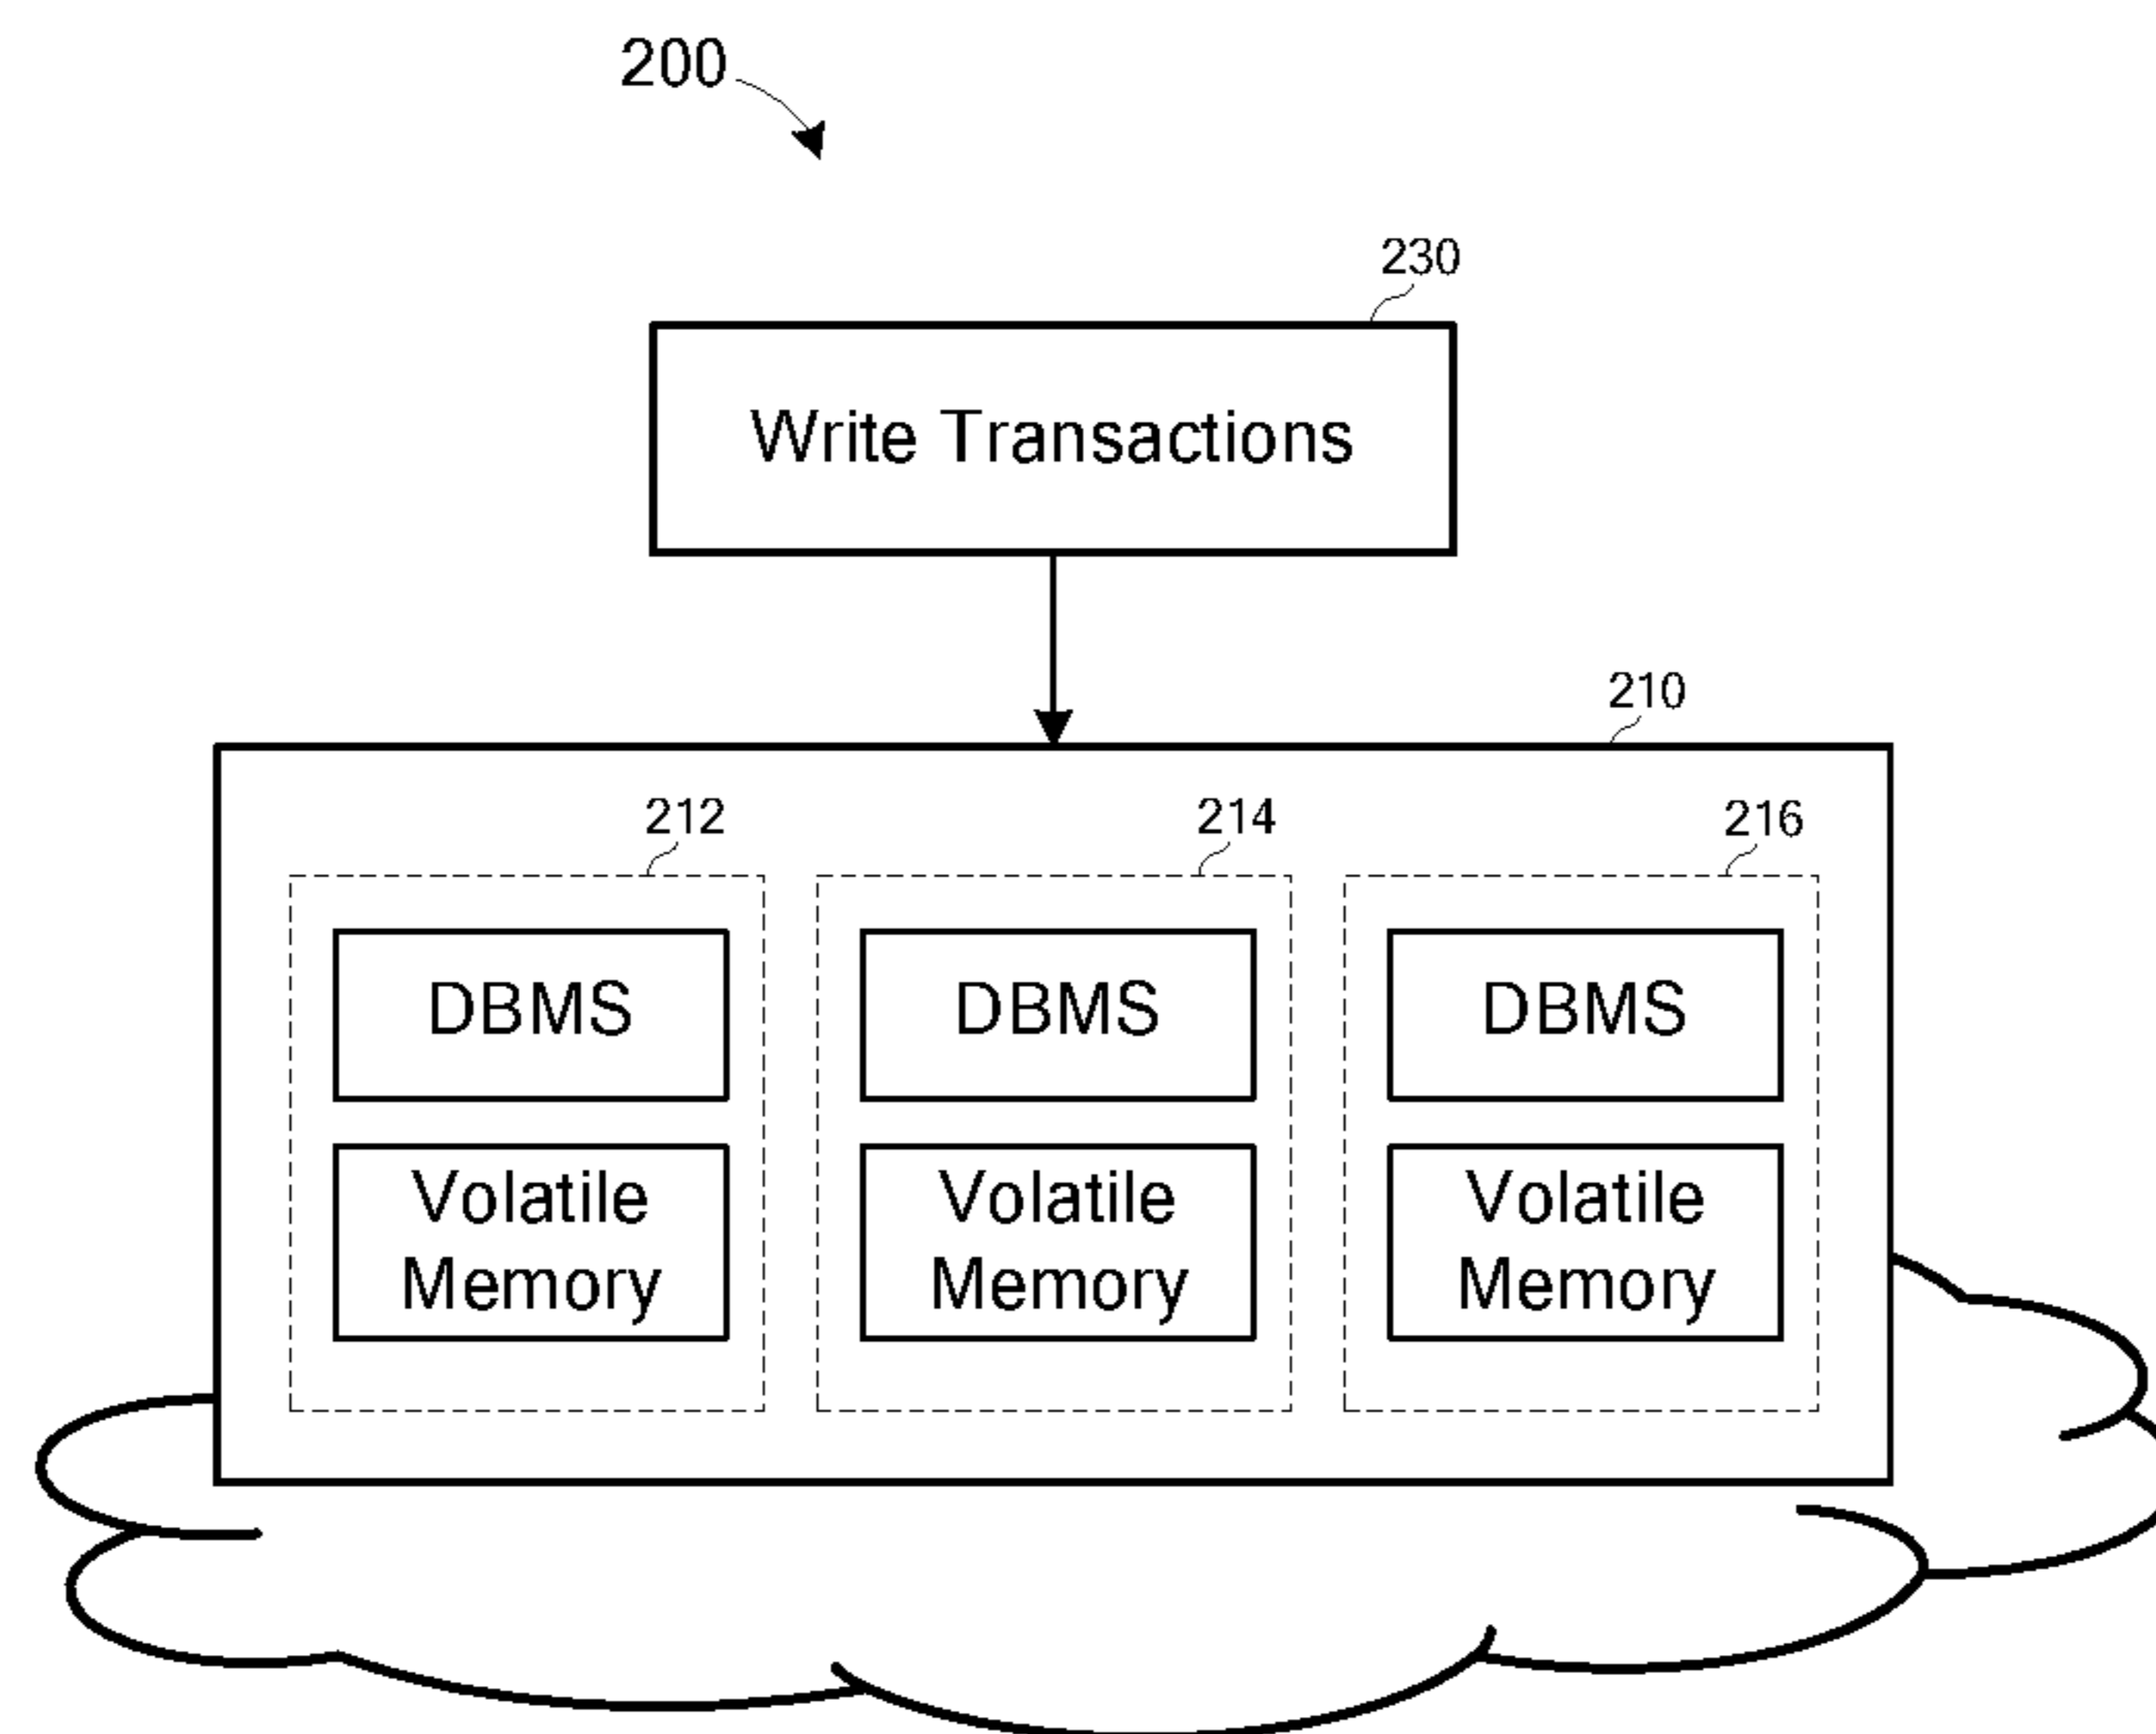 200
230
Write Transactions
210
212
214
216
DBMS
DBMS
DBMS
Volatile
Memory
Volatile
Memory
Volatile
Memory